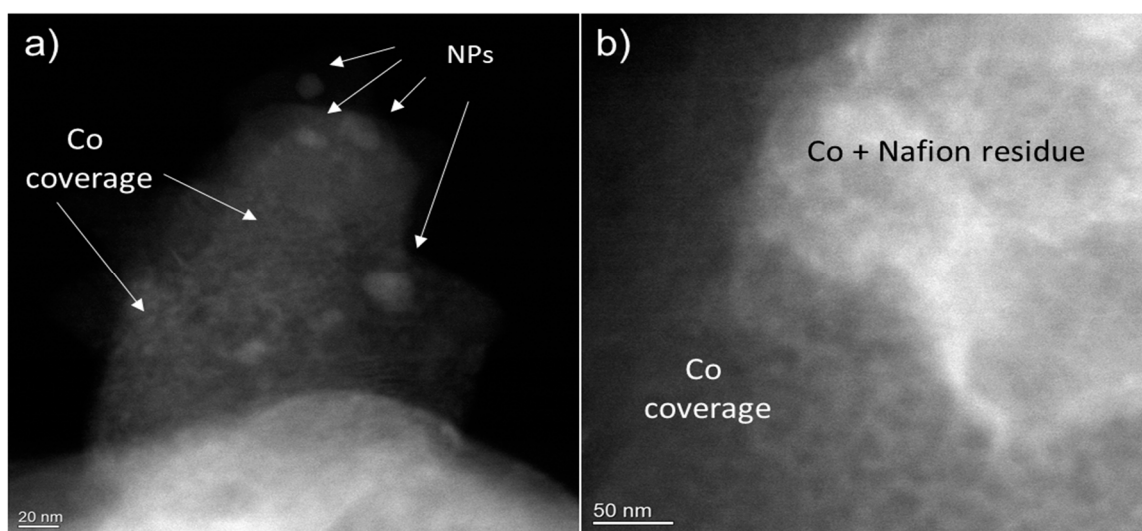 a)
NPs
Co
coverage
20 nm
b)
Co + Nafion residue
Co
coverage
50 nm